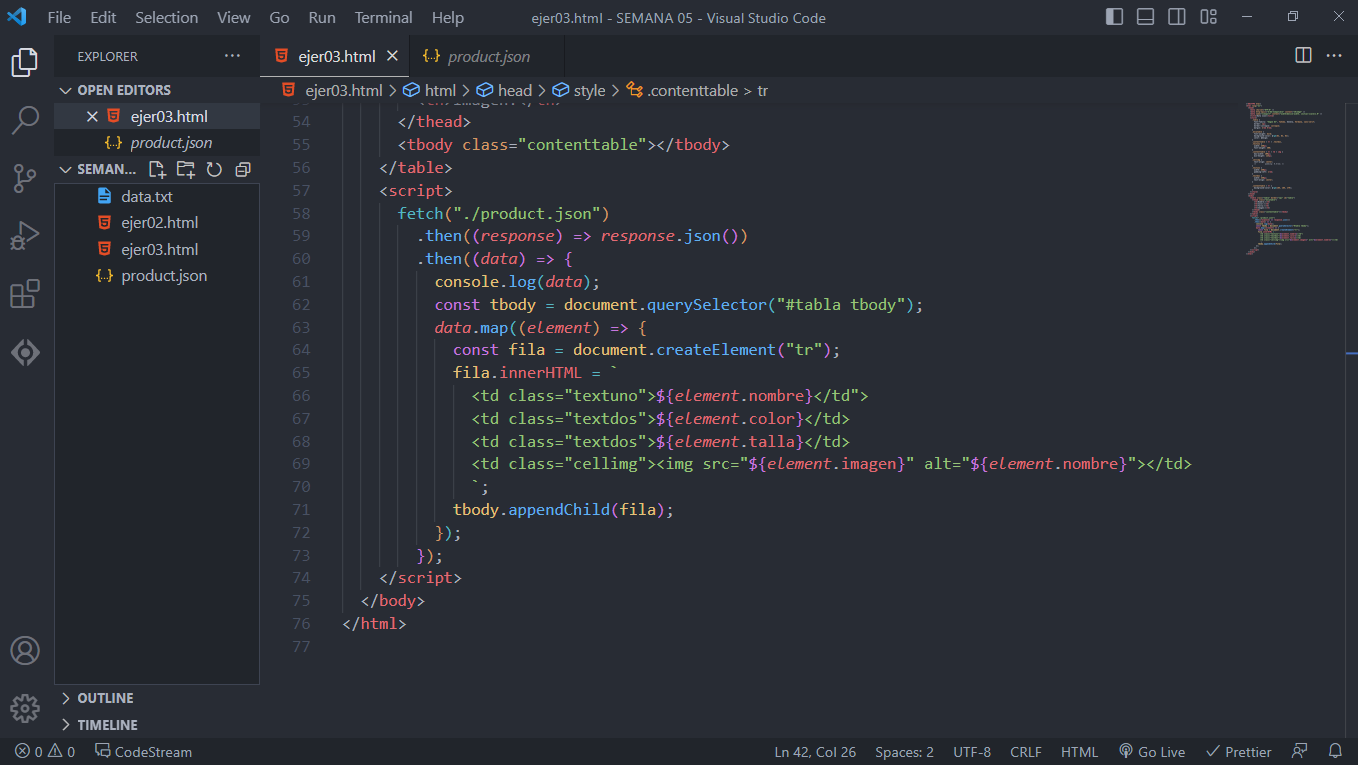 File Edit Selection View Go Run Terminal Help ejer03.html - SEMANA 05 - Visual Studio Code
EXPLORER ...
ejer03.html
product.json
OPEN EDITORS
ejer03.html
product.json
SEMAN...
data.txt
ejer02.html
ejer03.html
product.json
OUTLINE
TIMELINE
ejer03.html > html > head > style > .contenttable > tr
54 </thead>
55 <tbody class="contenttable"></tbody>
56 </table>
57 <script>
58 fetch("./product.json")
59 .then((response) => response.json())
60 .then((data) => {
61 console.log(data);
62 const tbody = document.querySelector("#tabla tbody");
63 data.map((element) => {
64 const fila = document.createElement("tr");
65 fila.innerHTML = `
66 <td class="textuno">${element.nombre}</td">
67 <td class="textdos">${element.color}</td>
68 <td class="textdos">${element.talla}</td>
69 <td class="cellimg"><img src="${element.imagen}" alt="${element.nombre}"></td>
70 `;
71 tbody.appendChild(fila);
72 });
73 });
74 </script>
75 </body>
76 </html>
77
0 0 CodeStream Ln 42, Col 26 Spaces: 2 UTF-8 CRLF HTML Go Live Prettier